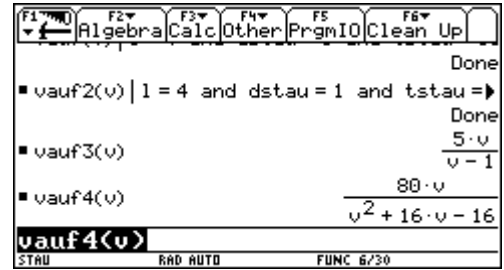 F1 F2 F3 F4 F5 F6
Algebra Calc Other PrgmIO Clean Up
Done
▪ vauf2(v)|l = 4 and dstau = 1 and tstau =▶
Done
▪ vauf3(v) 5·v / v − 1
▪ vauf4(v) 80·v / v² + 16·v − 16
vauf4(v)
STAU RAD AUTO FUNC 6/30